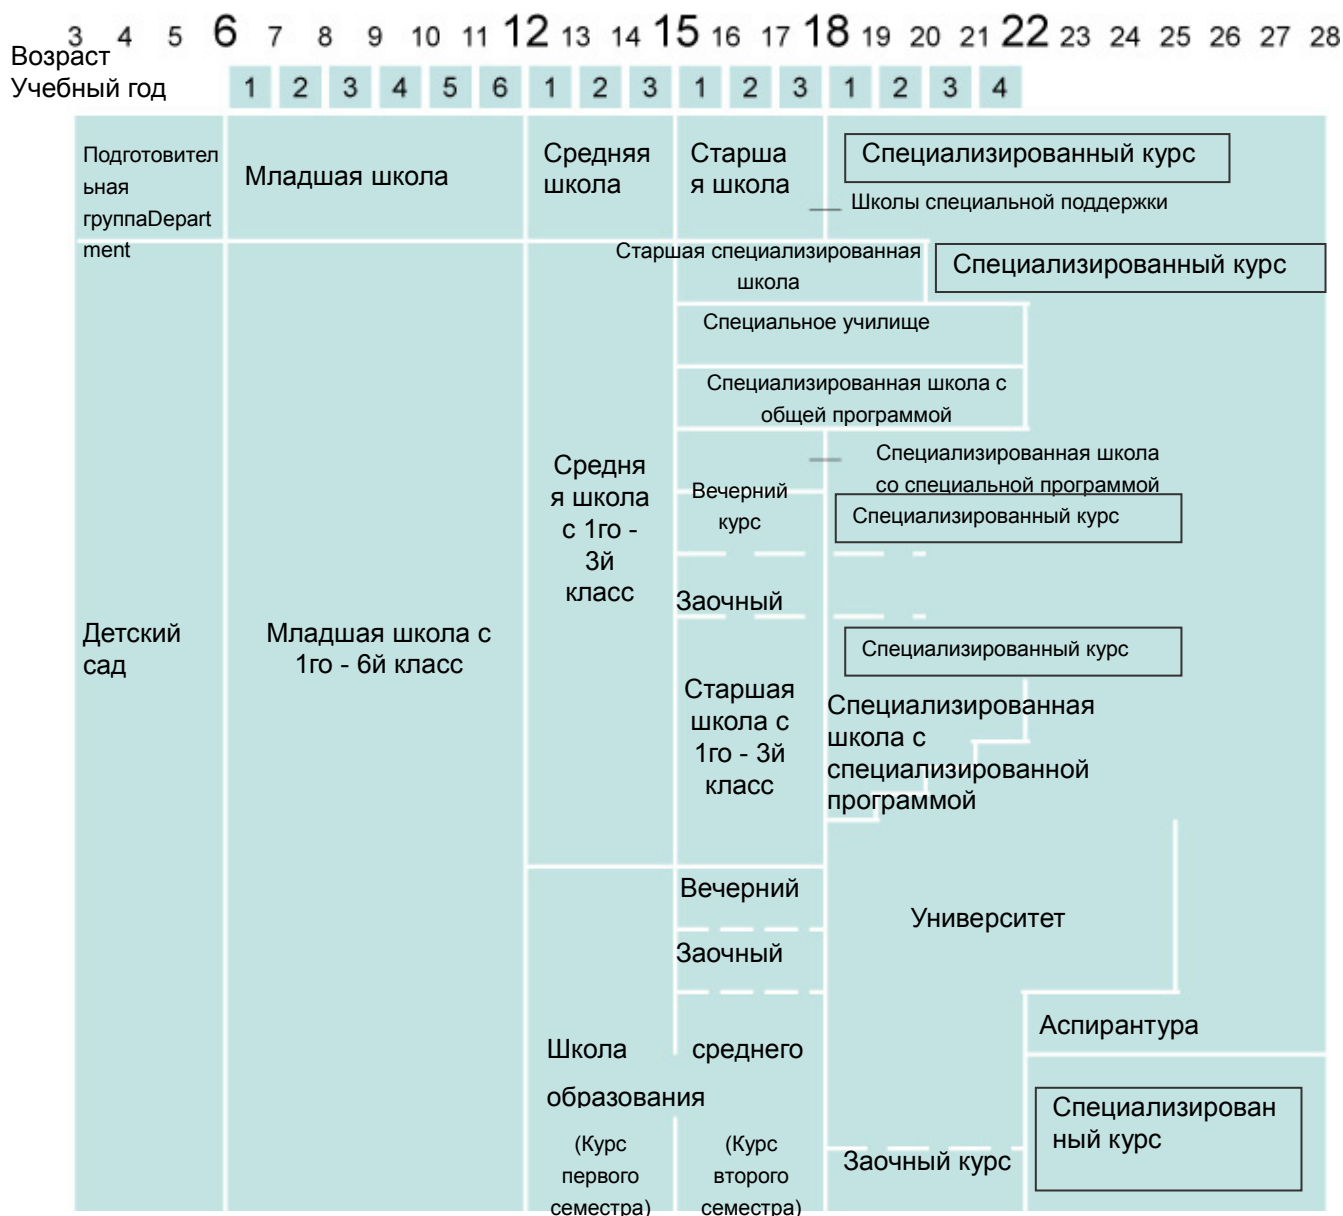 3 4 5 6 7 8 9 10 11 12 13 14 15 16 17 18 19 20 21 22 23 24 25 26 27 28
Возраст
Учебный год
1 2 3 4 5 6 1 2 3 1 2 3 1 2 3 4
Подготовител
ьная
группаDepart
ment
Младшая школа
Средняя
школа
Старша
я школа
Специализированный курс
Школы специальной поддержки
Старшая специализированная
школа
Специализированный курс
Специальное училище
Специализированная школа с
общей программой
Специализированная школа
со специальной программой
Вечерний
курс
Специализированный курс
Средня
я школа
с 1го -
3й
класс
Заочный
Детский
сад
Младшая школа с
1го - 6й класс
Специализированный курс
Старшая
школа с
1го - 3й
класс
Специализированная
школа с
специализированной
программой
Вечерний
Университет
Заочный
Аспирантура
Школа среднего
образования
Специализирован
ный курс
(Курс
первого
семестра)
(Курс
второго
семестра)
Заочный курс